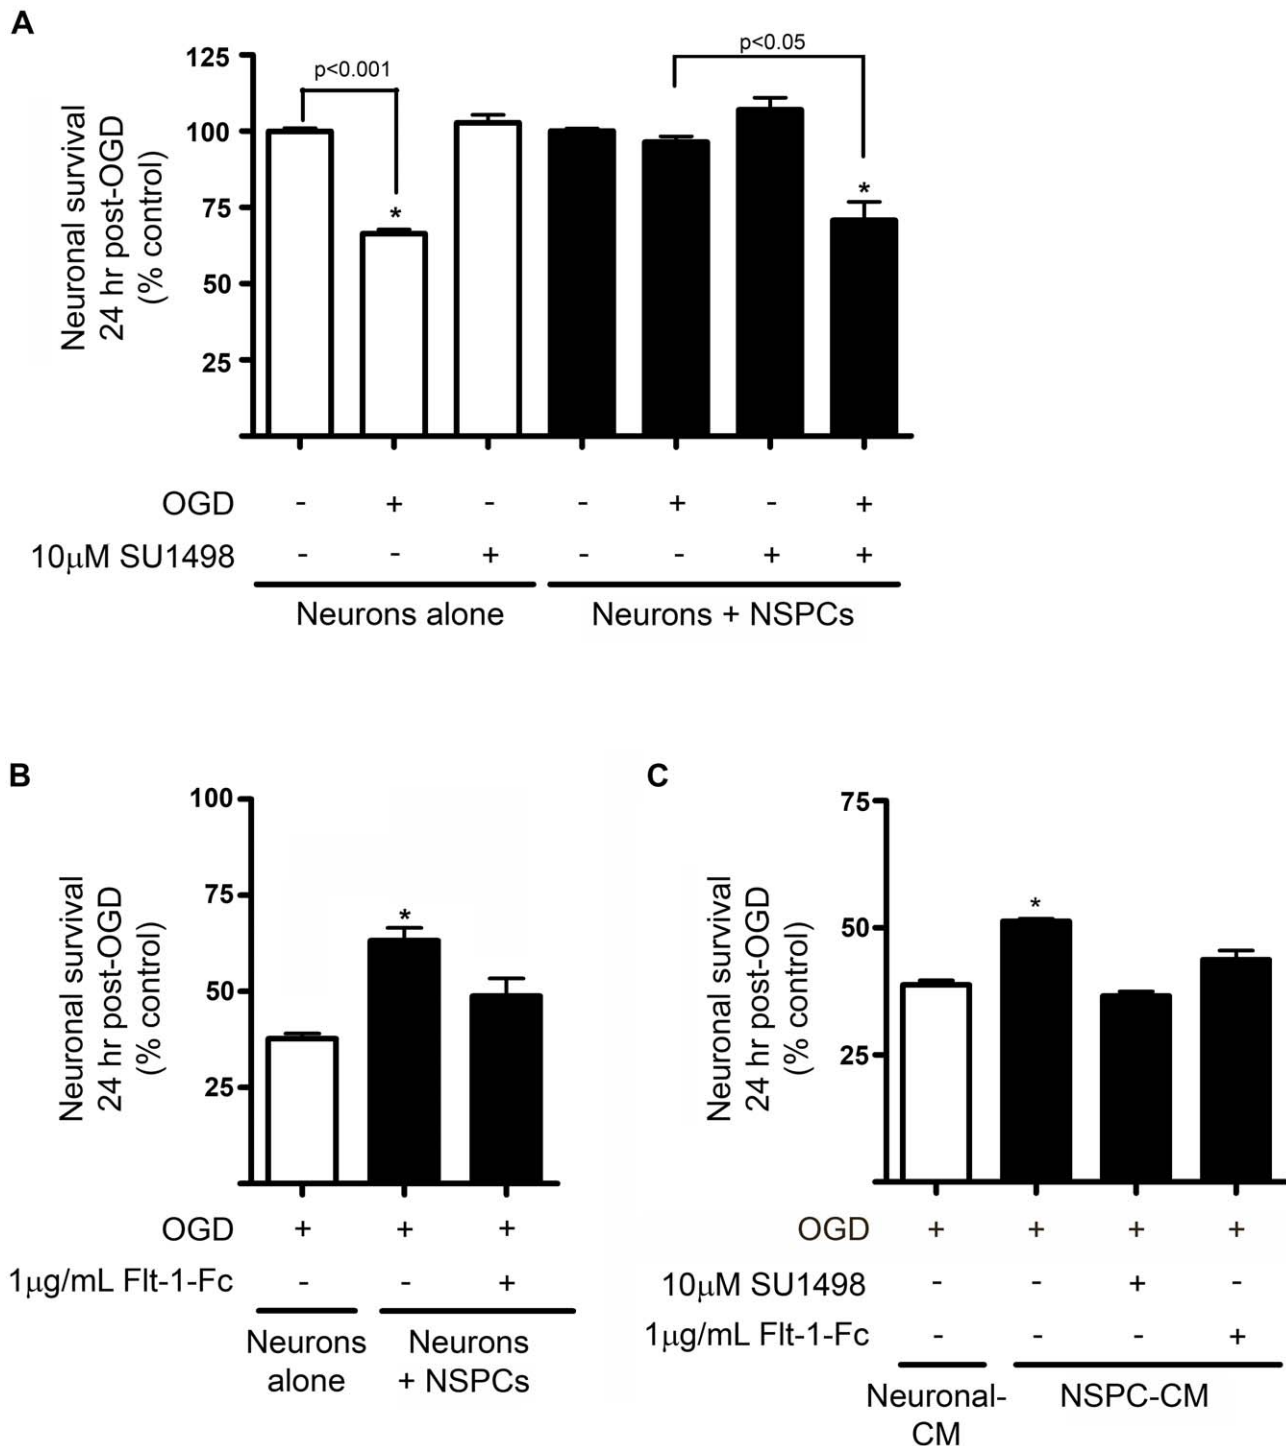 A
125
100
75
50
25
Neuronal survival
24 hr post-OGD
(% control)
p<0.001
p<0.05
*
*
OGD - + - - + - +
10μM SU1498 - - + - - + +
Neurons alone
Neurons + NSPCs
B
100
75
50
25
Neuronal survival
24 hr post-OGD
(% control)
*
OGD + + +
1μg/mL Flt-1-Fc - - +
Neurons
alone
Neurons
+ NSPCs
C
75
50
25
Neuronal survival
24 hr post-OGD
(% control)
*
OGD + + + +
10μM SU1498 - - + -
1μg/mL Flt-1-Fc - - - +
Neuronal-
CM
NSPC-CM